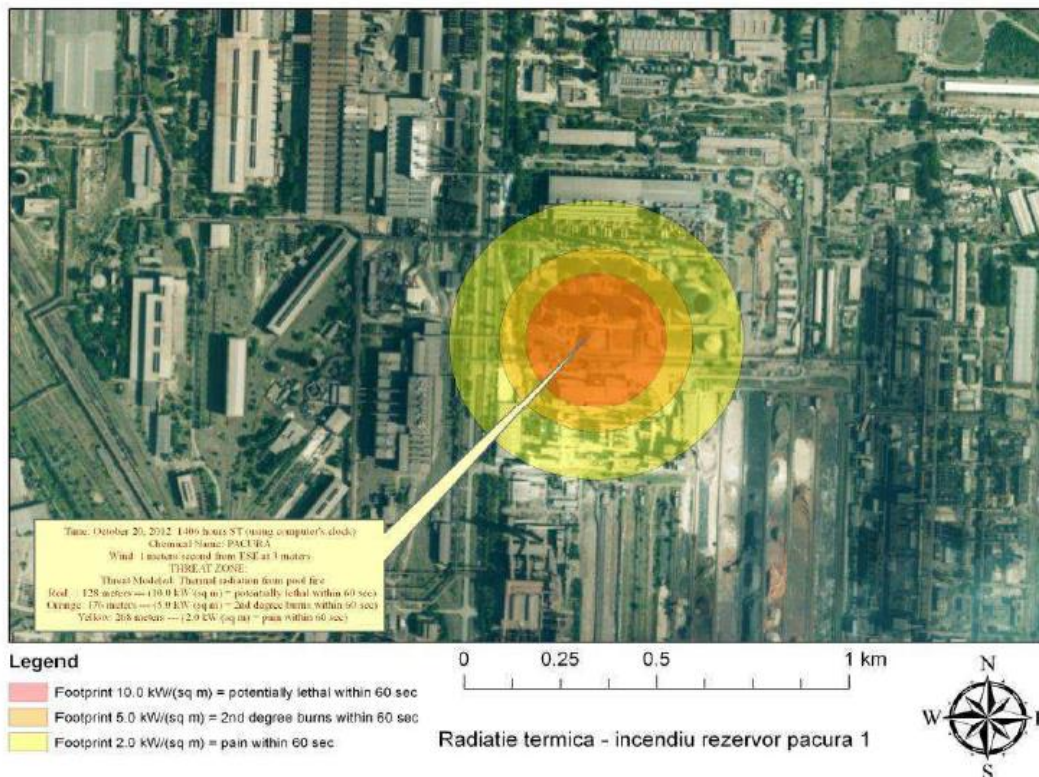 Time: October 20, 2012 1406 hours ST (using computer's clock)
Chemical Name: PACURA
Wind: 1 meters/second from ESE at 3 meters
THREAT ZONE:
Threat Modeled: Thermal radiation from pool fire
Red : 128 meters --- (10.0 kW/(sq m) = potentially lethal within 60 sec)
Orange: 176 meters --- (5.0 kW/(sq m) = 2nd degree burns within 60 sec)
Yellow: 268 meters --- (2.0 kW/(sq m) = pain within 60 sec)
Legend
Footprint 10.0 kW/(sq m) = potentially lethal within 60 sec
Footprint 5.0 kW/(sq m) = 2nd degree burns within 60 sec
Footprint 2.0 kW/(sq m) = pain within 60 sec
0 0.25 0.5 1 km
Radiatie termica - incendiu rezervor pacura 1
N
W E
S